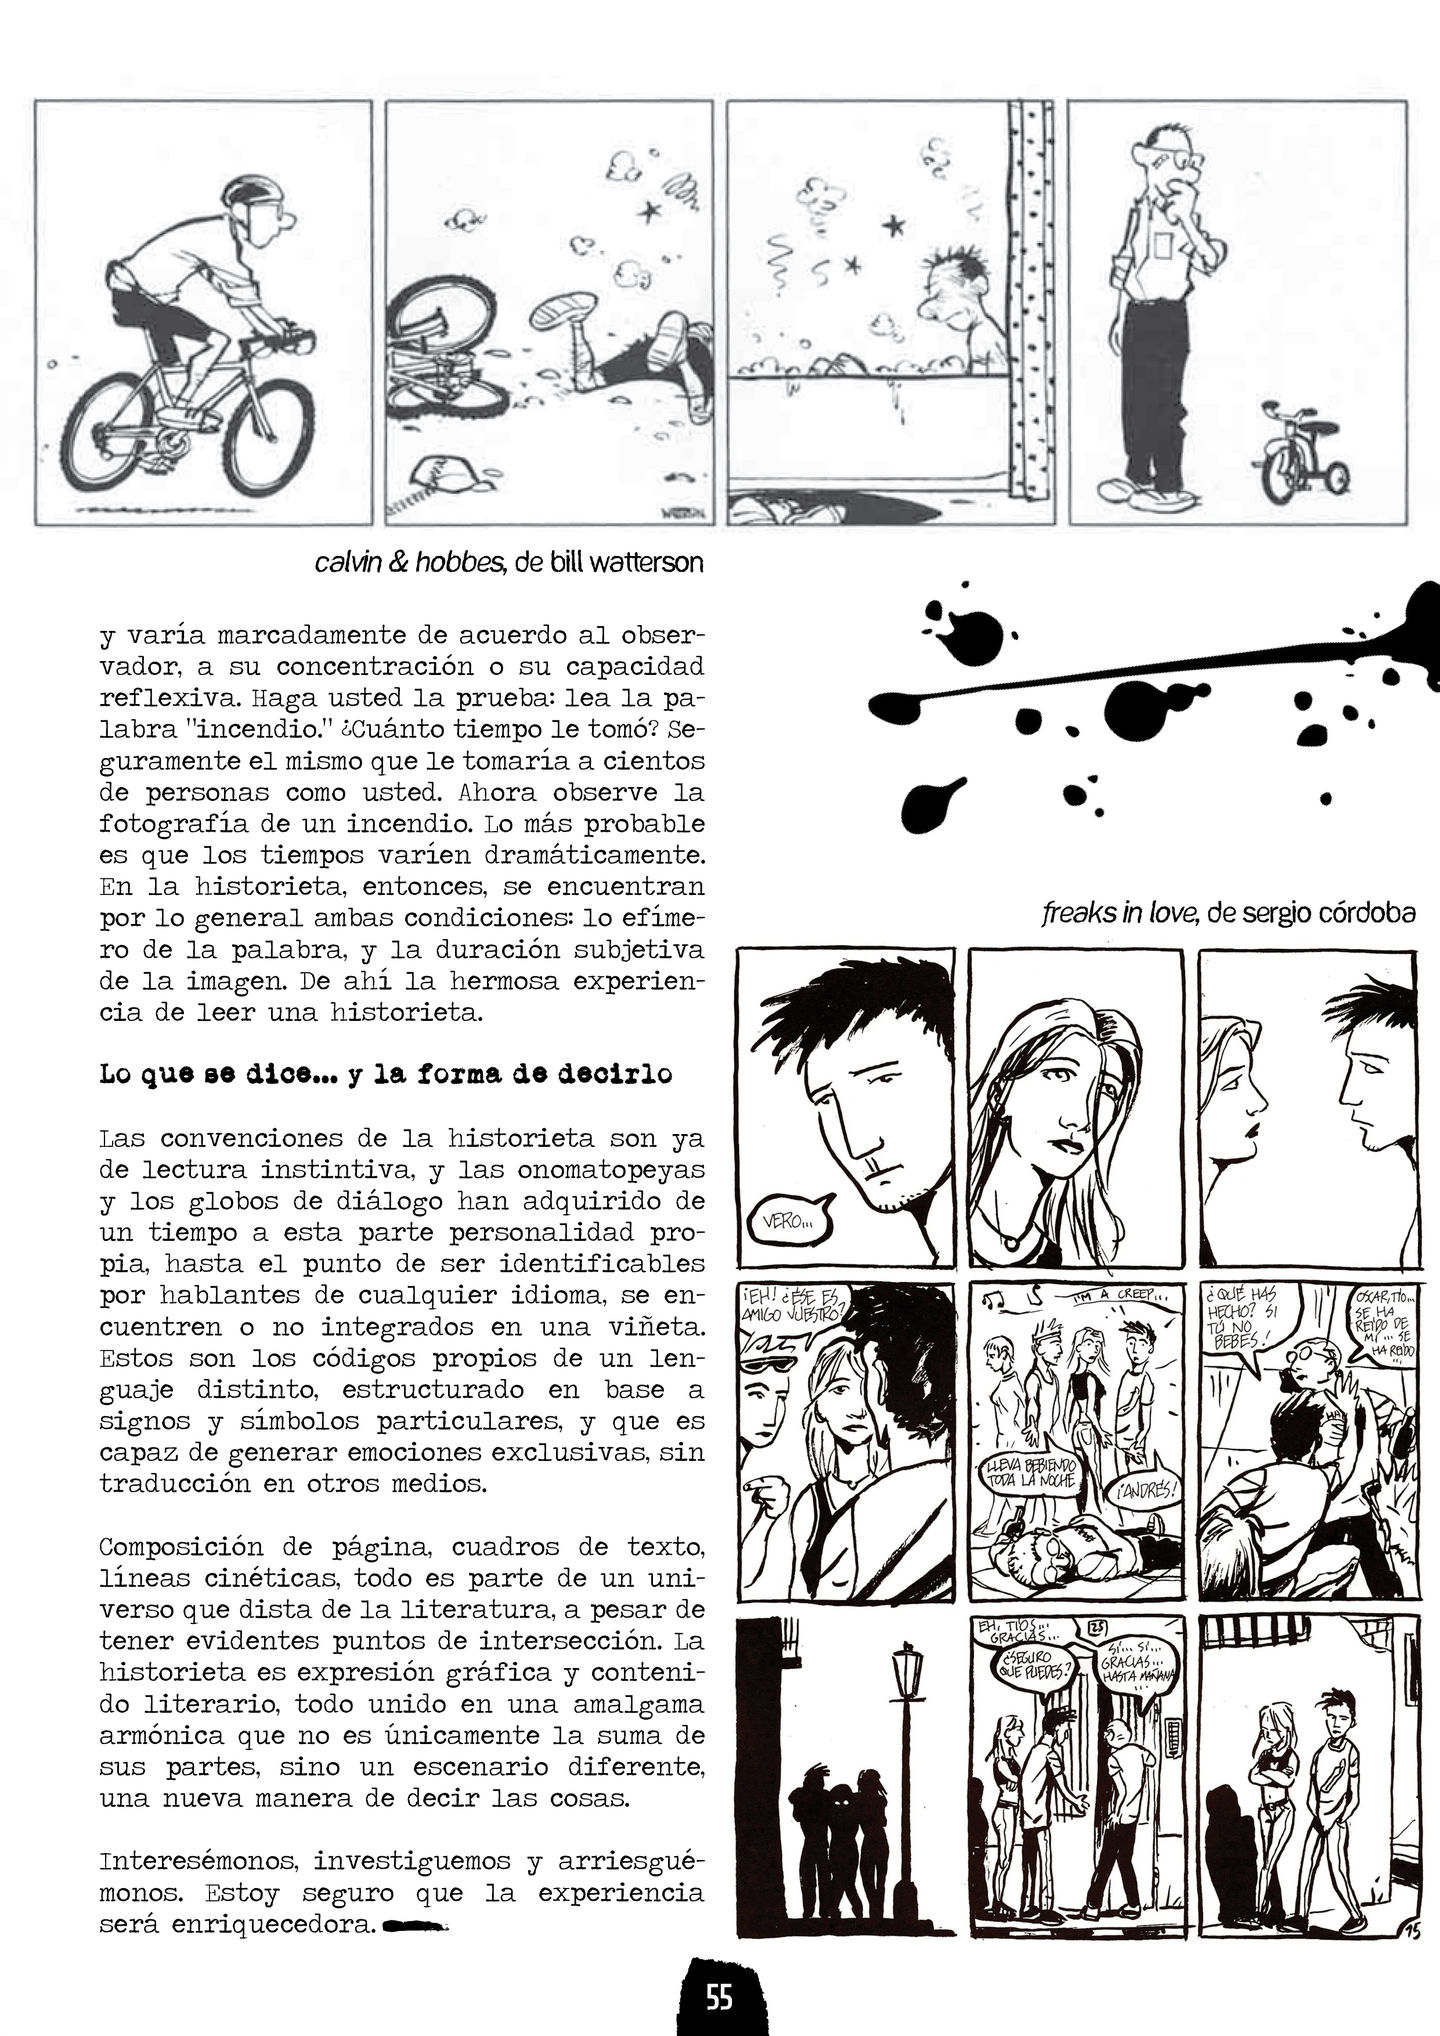 WATTERSON
calvin & hobbes, de bill watterson
y varía marcadamente de acuerdo al obser-
vador, a su concentración o su capacidad
reflexiva. Haga usted la prueba: lea la pa-
labra "incendio." ¿Cuánto tiempo le tomó? Se-
guramente el mismo que le tomaría a cientos
de personas como usted. Ahora observe la
fotografía de un incendio. Lo más probable
es que los tiempos varíen dramáticamente.
En la historieta, entonces, se encuentran
por lo general ambas condiciones: lo efíme-
ro de la palabra, y la duración subjetiva
de la imagen. De ahí la hermosa experien-
cia de leer una historieta.
Lo que se dice... y la forma de decirlo
Las convenciones de la historieta son ya
de lectura instintiva, y las onomatopeyas
y los globos de diálogo han adquirido de
un tiempo a esta parte personalidad pro-
pia, hasta el punto de ser identificables
por hablantes de cualquier idioma, se en-
cuentren o no integrados en una viñeta.
Estos son los códigos propios de un len-
guaje distinto, estructurado en base a
signos y símbolos particulares, y que es
capaz de generar emociones exclusivas, sin
traducción en otros medios.
Composición de página, cuadros de texto,
líneas cinéticas, todo es parte de un uni-
verso que dista de la literatura, a pesar de
tener evidentes puntos de intersección. La
historieta es expresión gráfica y conteni-
do literario, todo unido en una amalgama
armónica que no es únicamente la suma de
sus partes, sino un escenario diferente,
una nueva manera de decir las cosas.
Interesémonos, investiguemos y arriesgué-
monos. Estoy seguro que la experiencia
será enriquecedora.
freaks in love, de sergio córdoba
VERO...
¡EH! ¿ÉSE ES
AMIGO VUESTRO?
I'M A CREEP...
LLEVA BEBIENDO
TODA LA NOCHE
¡ANDRÉS!
¿QUÉ HAS
HECHO? SI
TÚ NO
BEBES!
OSCAR, TÍO...
SE HA
REÍDO DE
MÍ... SE
HA REÍDO
...
EH, TÍOS...
GRACIAS...
¿SEGURO
QUE PUEDES?
25
SÍ... SÍ...
GRACIAS...
HASTA MAÑANA
...
15
55